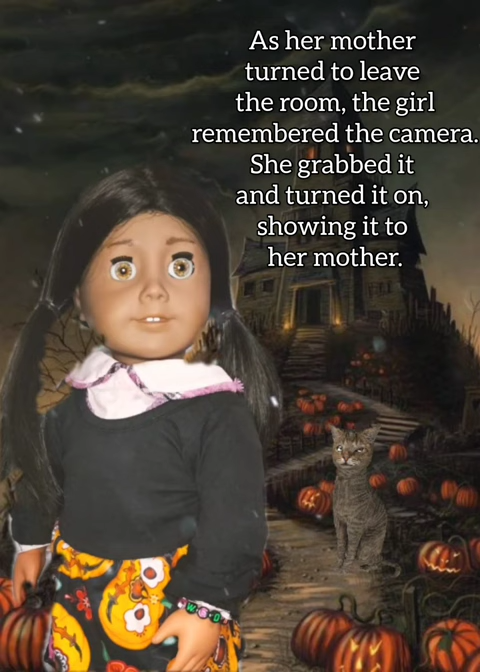 As her mother
turned to leave
the room, the girl
remembered the camera.
She grabbed it
and turned it on,
showing it to
her mother.